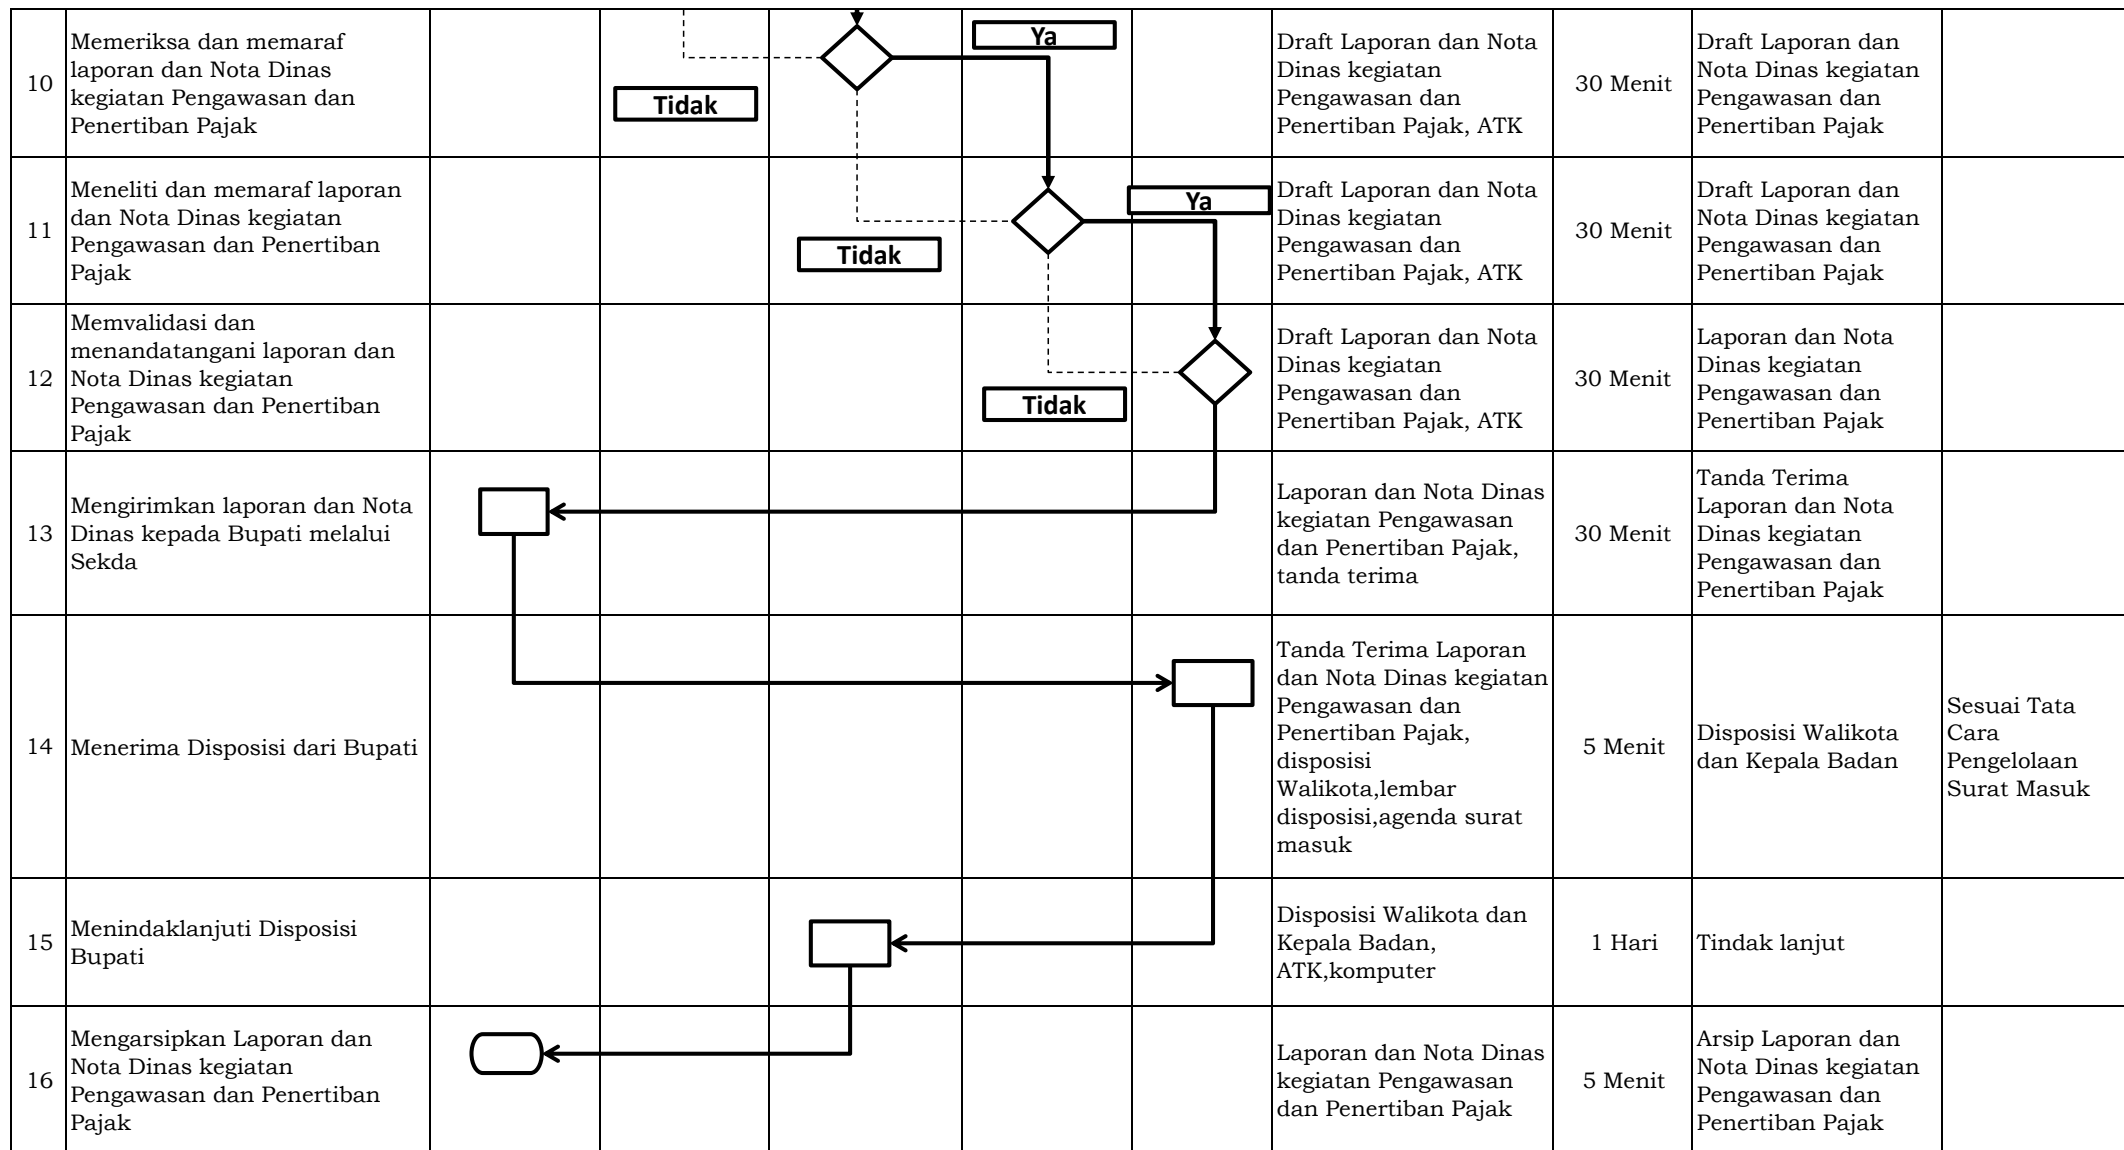 10
Memeriksa dan memaraf
laporan dan Nota Dinas
kegiatan Pengawasan dan
Penertiban Pajak
Tidak
Ya
Draft Laporan dan Nota
Dinas kegiatan
Pengawasan dan
Penertiban Pajak, ATK
30 Menit
Draft Laporan dan
Nota Dinas kegiatan
Pengawasan dan
Penertiban Pajak
11
Meneliti dan memaraf laporan
dan Nota Dinas kegiatan
Pengawasan dan Penertiban
Pajak
Tidak
Ya
Draft Laporan dan Nota
Dinas kegiatan
Pengawasan dan
Penertiban Pajak, ATK
30 Menit
Draft Laporan dan
Nota Dinas kegiatan
Pengawasan dan
Penertiban Pajak
12
Memvalidasi dan
menandatangani laporan dan
Nota Dinas kegiatan
Pengawasan dan Penertiban
Pajak
Tidak
Draft Laporan dan Nota
Dinas kegiatan
Pengawasan dan
Penertiban Pajak, ATK
30 Menit
Laporan dan Nota
Dinas kegiatan
Pengawasan dan
Penertiban Pajak
13
Mengirimkan laporan dan Nota
Dinas kepada Bupati melalui
Sekda
Laporan dan Nota Dinas
kegiatan Pengawasan
dan Penertiban Pajak,
tanda terima
30 Menit
Tanda Terima
Laporan dan Nota
Dinas kegiatan
Pengawasan dan
Penertiban Pajak
14
Menerima Disposisi dari Bupati
Tanda Terima Laporan
dan Nota Dinas kegiatan
Pengawasan dan
Penertiban Pajak,
disposisi
Walikota,lembar
disposisi,agenda surat
masuk
5 Menit
Disposisi Walikota
dan Kepala Badan
Sesuai Tata
Cara
Pengelolaan
Surat Masuk
15
Menindaklanjuti Disposisi
Bupati
Disposisi Walikota dan
Kepala Badan,
ATK,komputer
1 Hari
Tindak lanjut
16
Mengarsipkan Laporan dan
Nota Dinas kegiatan
Pengawasan dan Penertiban
Pajak
Laporan dan Nota Dinas
kegiatan Pengawasan
dan Penertiban Pajak
5 Menit
Arsip Laporan dan
Nota Dinas kegiatan
Pengawasan dan
Penertiban Pajak